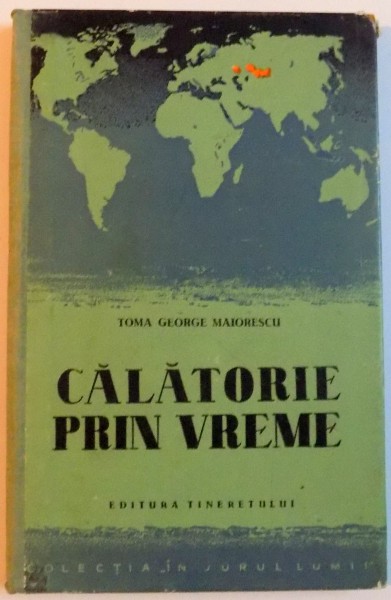 TOMA GEORGE MAIORESCU
CĂLĂTORIE
PRIN VREME
EDITURA TINERETULUI
COLECȚIA „ÎN JURUL LUMII”